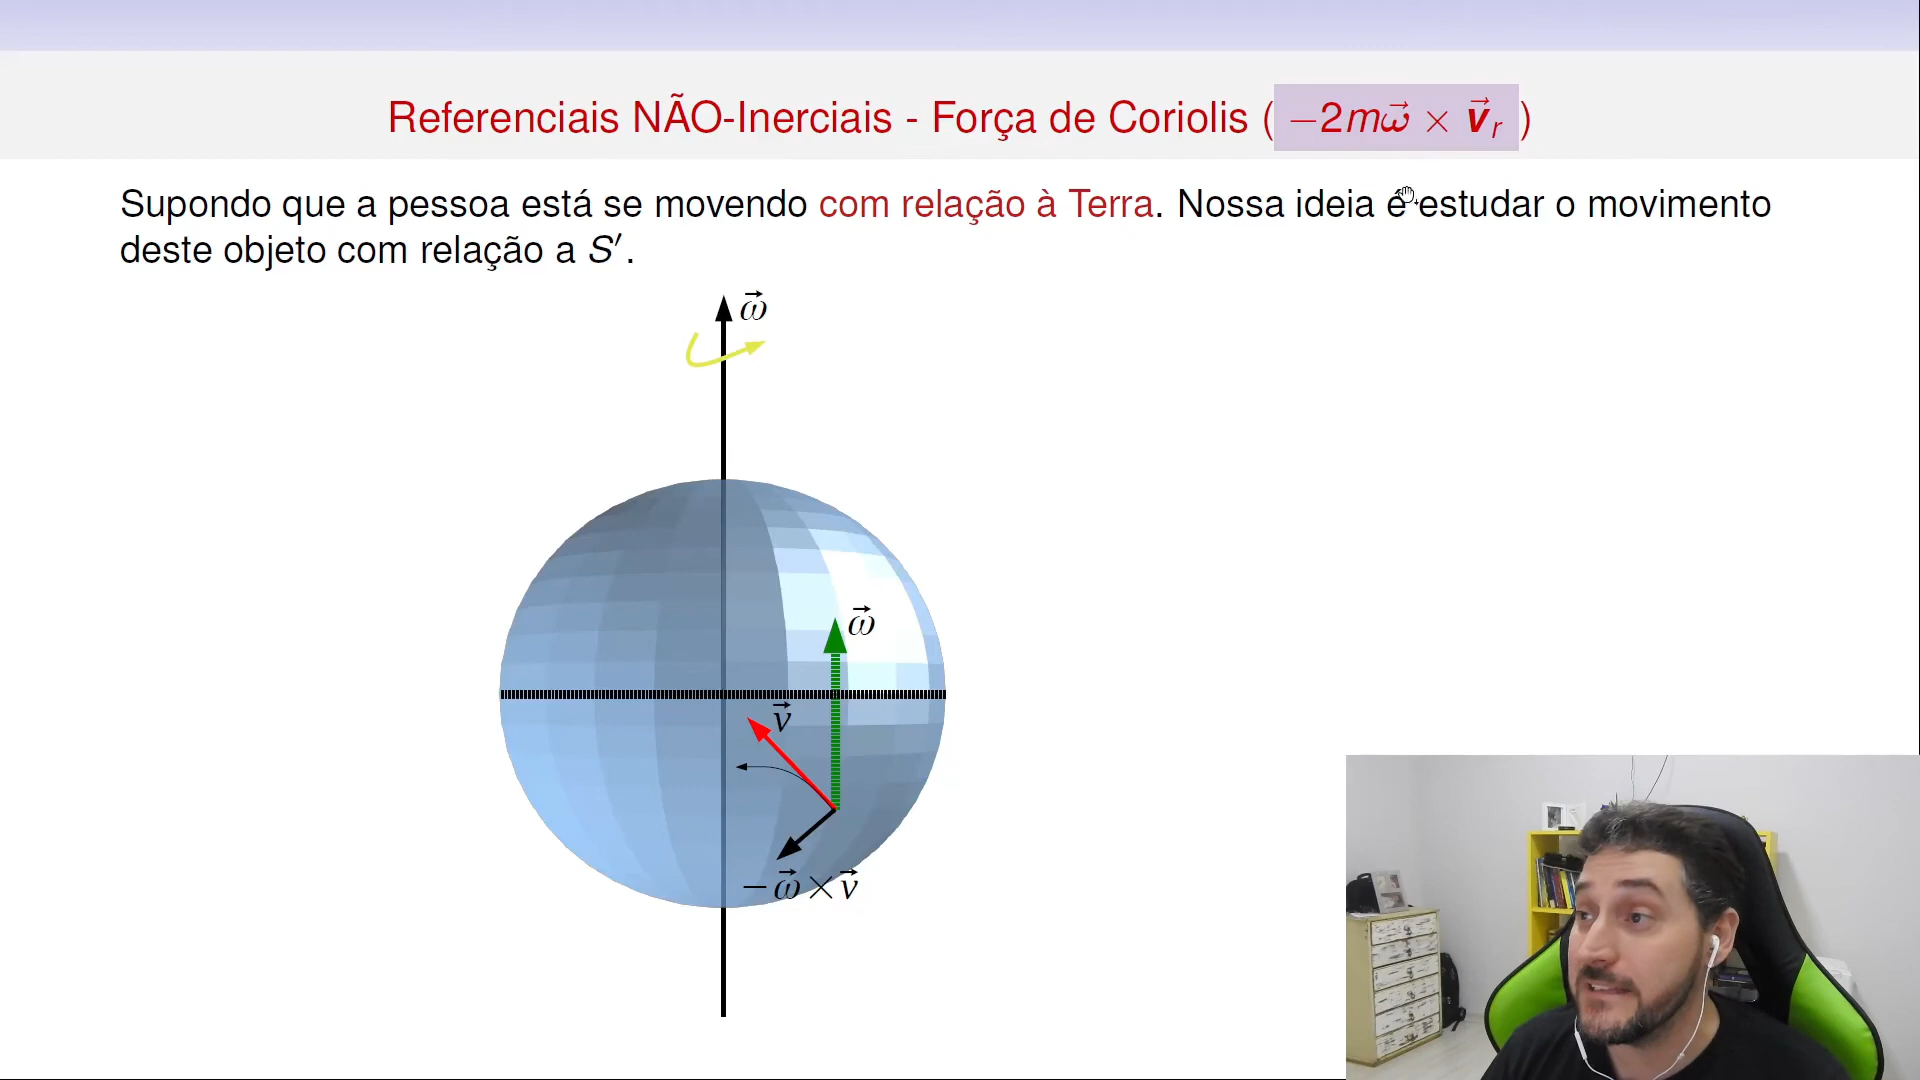 Referenciais NÃO-Inerciais - Força de Coriolis ( −2mω⃗ × v⃗ᵣ )
Supondo que a pessoa está se movendo com relação à Terra. Nossa ideia é estudar o movimento
deste objeto com relação a S′.
ω⃗
ω⃗
v⃗
−ω⃗ × v⃗